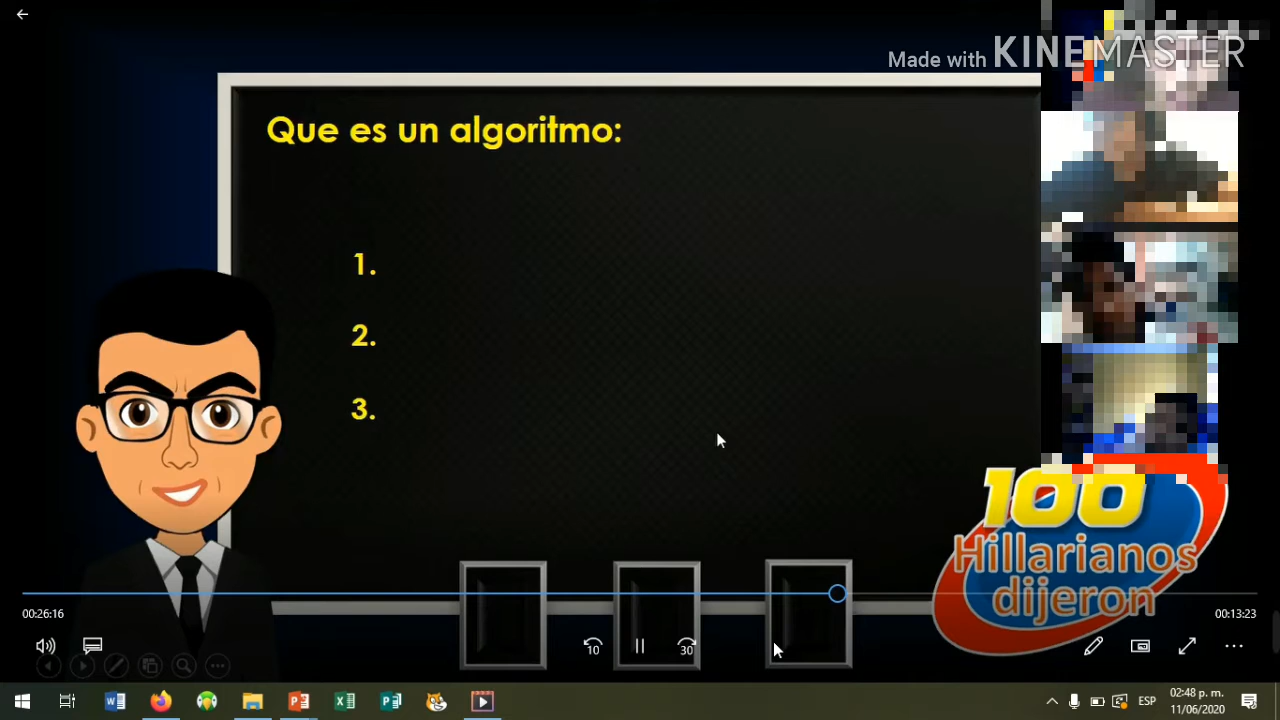 Made with KINEMASTER
Que es un algoritmo:
1.
2.
3.
100
Hillarianos
dijeron
00:26:16
00:13:23
10
30
ESP
02:48 p. m.
11/06/2020